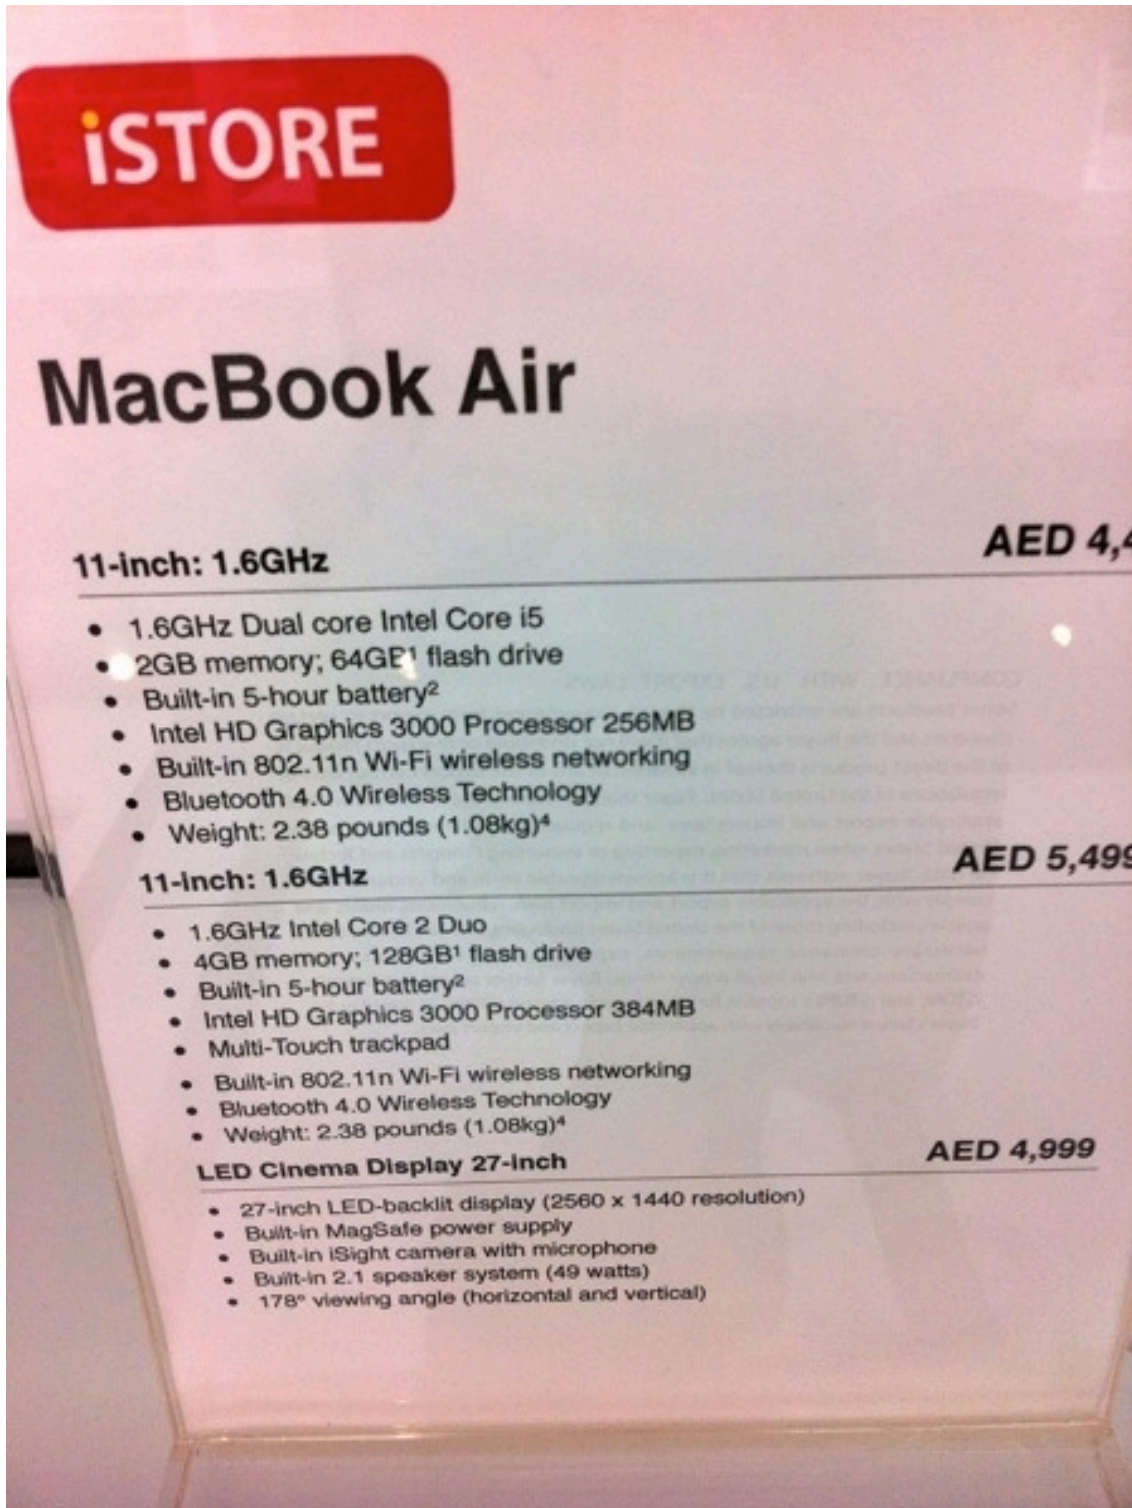 iSTORE
MacBook Air
11-inch: 1.6GHz AED 4,4
• 1.6GHz Dual core Intel Core i5
• 2GB memory; 64GB¹ flash drive
• Built-in 5-hour battery²
• Intel HD Graphics 3000 Processor 256MB
• Built-in 802.11n Wi-Fi wireless networking
• Bluetooth 4.0 Wireless Technology
• Weight: 2.38 pounds (1.08kg)⁴
11-inch: 1.6GHz AED 5,499
• 1.6GHz Intel Core 2 Duo
• 4GB memory; 128GB¹ flash drive
• Built-in 5-hour battery²
• Intel HD Graphics 3000 Processor 384MB
• Multi-Touch trackpad
• Built-in 802.11n Wi-Fi wireless networking
• Bluetooth 4.0 Wireless Technology
• Weight: 2.38 pounds (1.08kg)⁴
LED Cinema Display 27-inch AED 4,999
• 27-inch LED-backlit display (2560 x 1440 resolution)
• Built-in MagSafe power supply
• Built-in iSight camera with microphone
• Built-in 2.1 speaker system (49 watts)
• 178° viewing angle (horizontal and vertical)